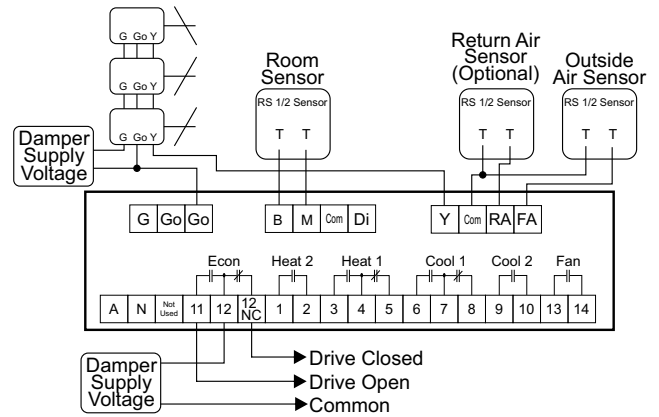 G Go Y
G Go Y
G Go Y
Damper
Supply
Voltage
Room
Sensor
RS 1/2 Sensor
T T
Return Air
Sensor
(Optional)
RS 1/2 Sensor
T T
Outside
Air Sensor
RS 1/2 Sensor
T T
G Go Go
B M Com Di
Y Com RA FA
Econ Heat 2 Heat 1 Cool 1 Cool 2 Fan
A N Not Used 11 12 12 NC 1 2 3 4 5 6 7 8 9 10 13 14
Damper
Supply
Voltage
Drive Closed
Drive Open
Common